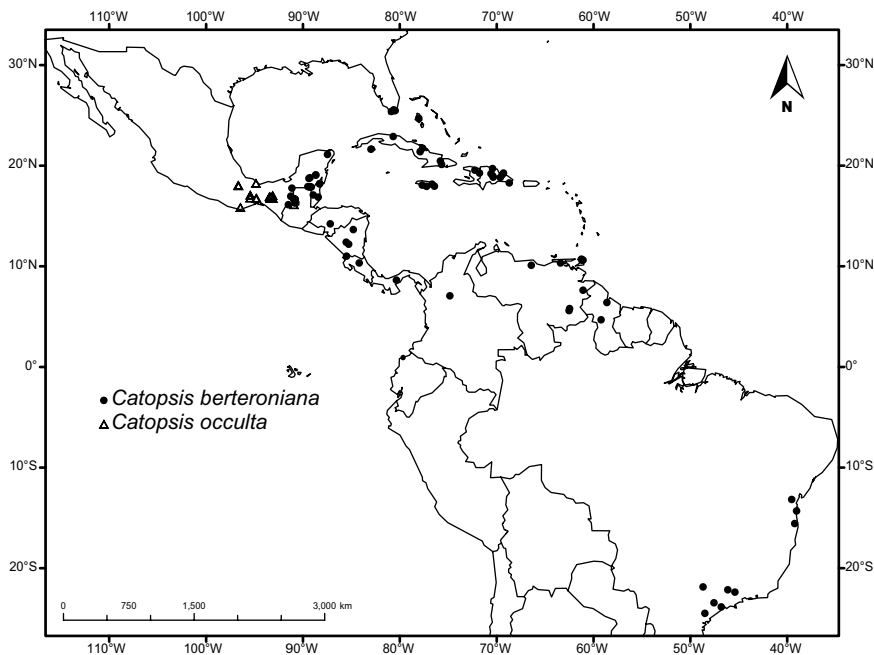 110°W 100°W 90°W 80°W 70°W 60°W 50°W 40°W
30°N 30°N
N
20°N 20°N
10°N 10°N
0° 0°
Catopsis berteroniana
Catopsis occulta
10°S 10°S
20°S 20°S
0 750 1,500 3,000 km
110°W 100°W 90°W 80°W 70°W 60°W 50°W 40°W